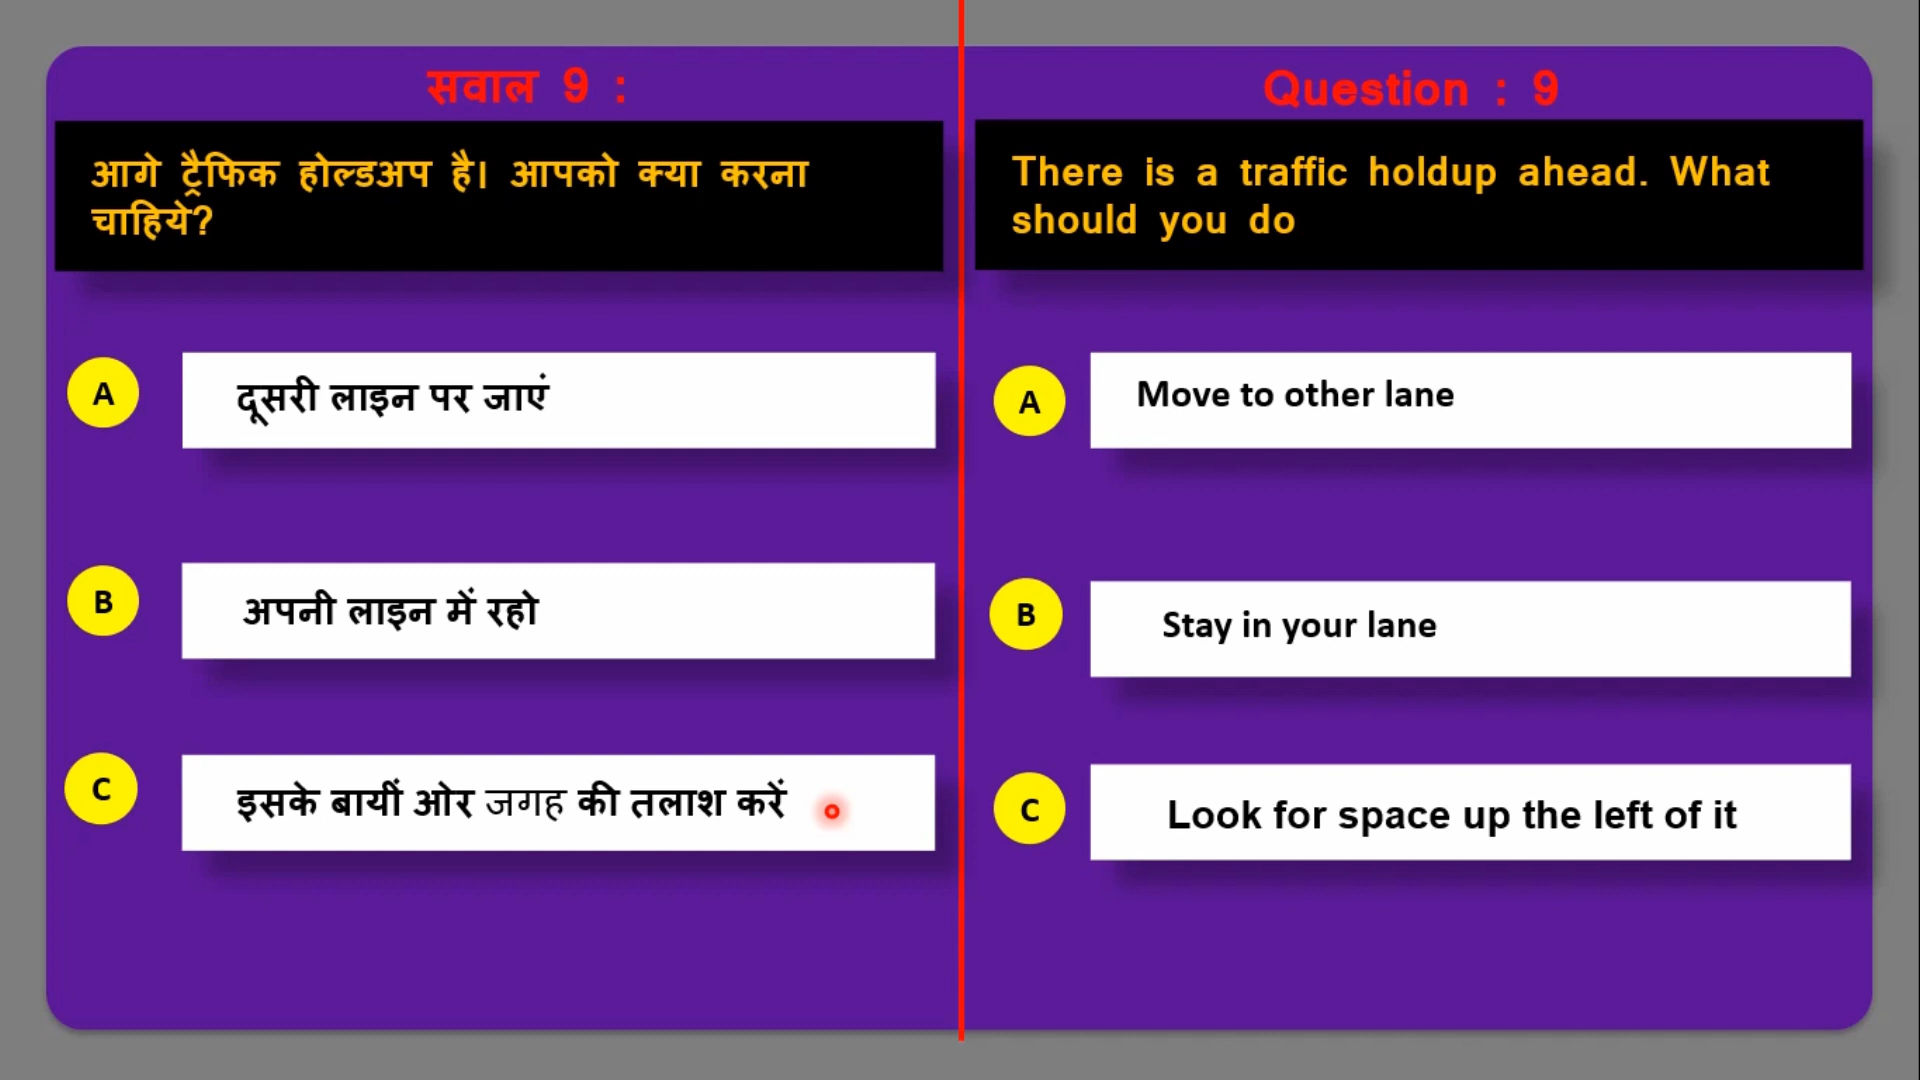 सवाल 9 :
आगे ट्रैफिक होल्डअप है। आपको क्या करना
चाहिये?
A
दूसरी लाइन पर जाएं
B
अपनी लाइन में रहो
C
इसके बायीं ओर जगह की तलाश करें
Question : 9
There is a traffic holdup ahead. What
should you do
A
Move to other lane
B
Stay in your lane
C
Look for space up the left of it